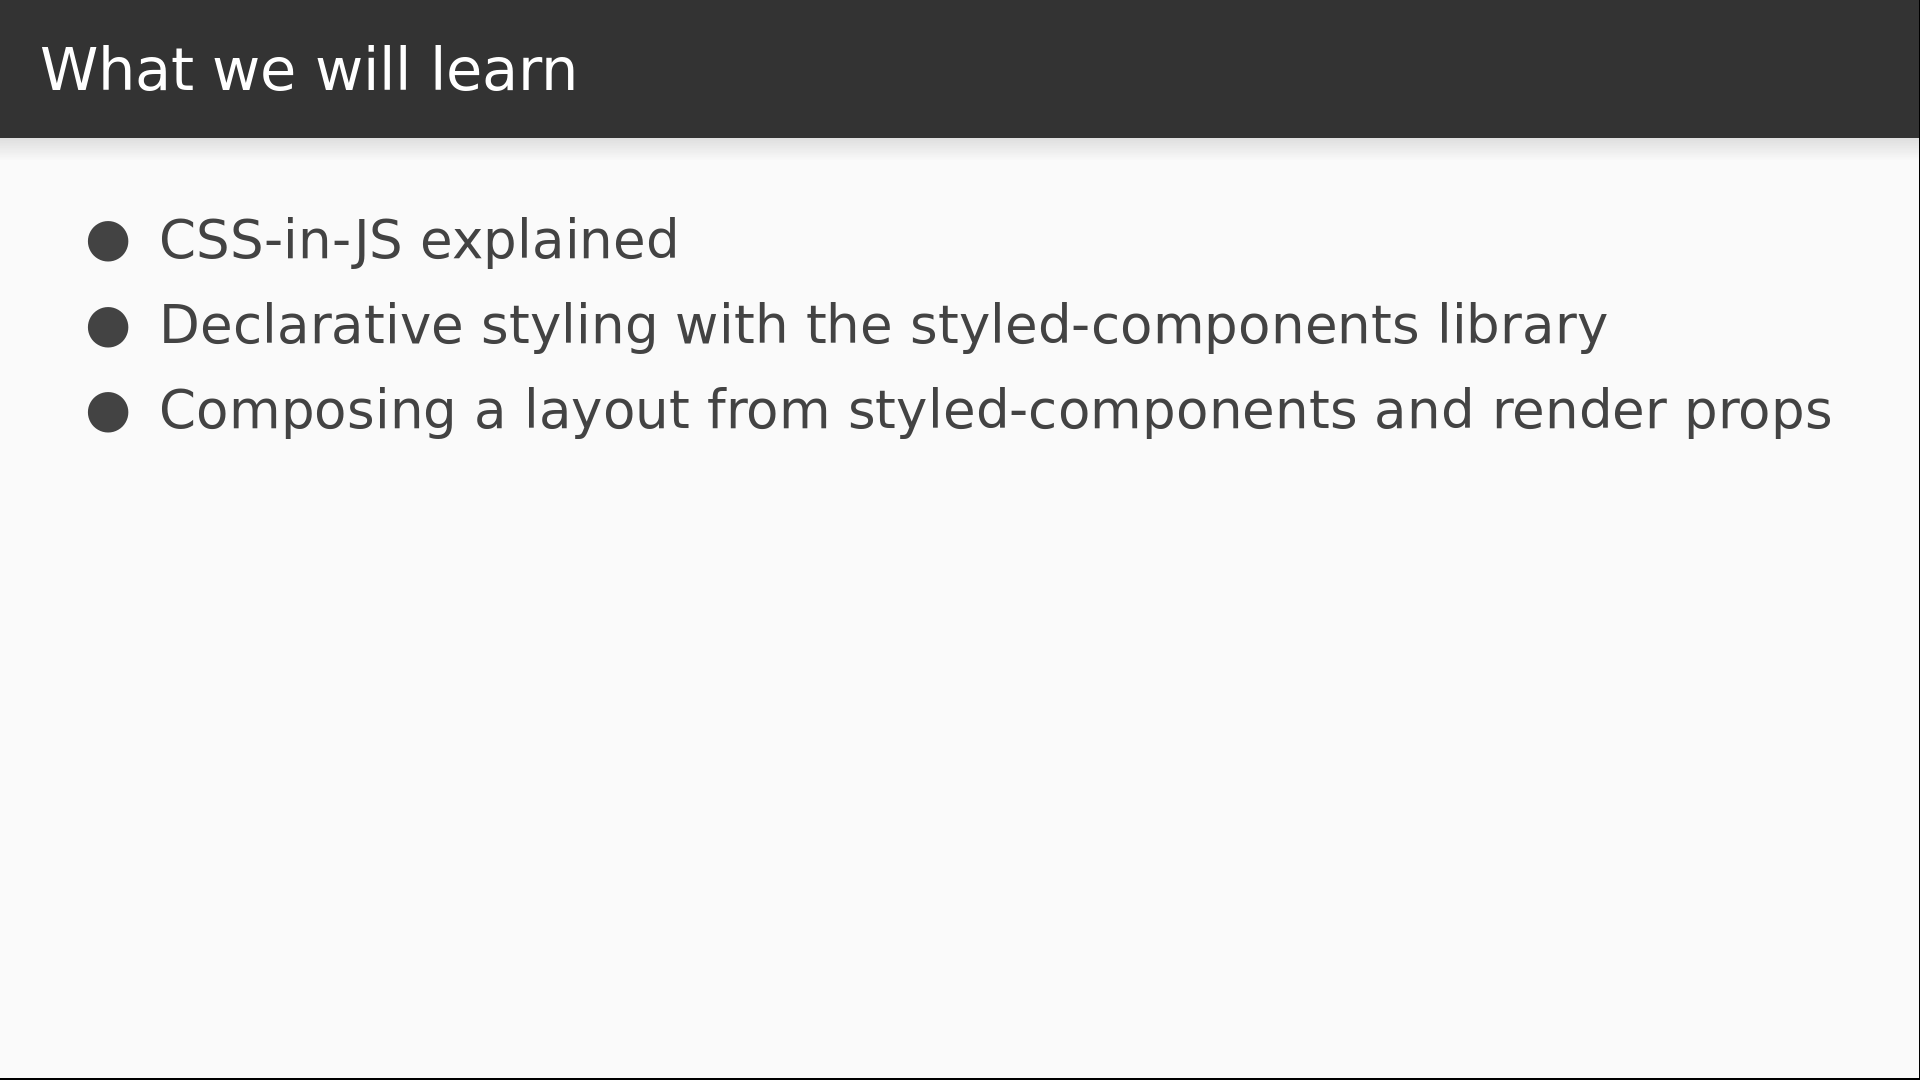 What we will learn
● CSS-in-JS explained
● Declarative styling with the styled-components library
● Composing a layout from styled-components and render props